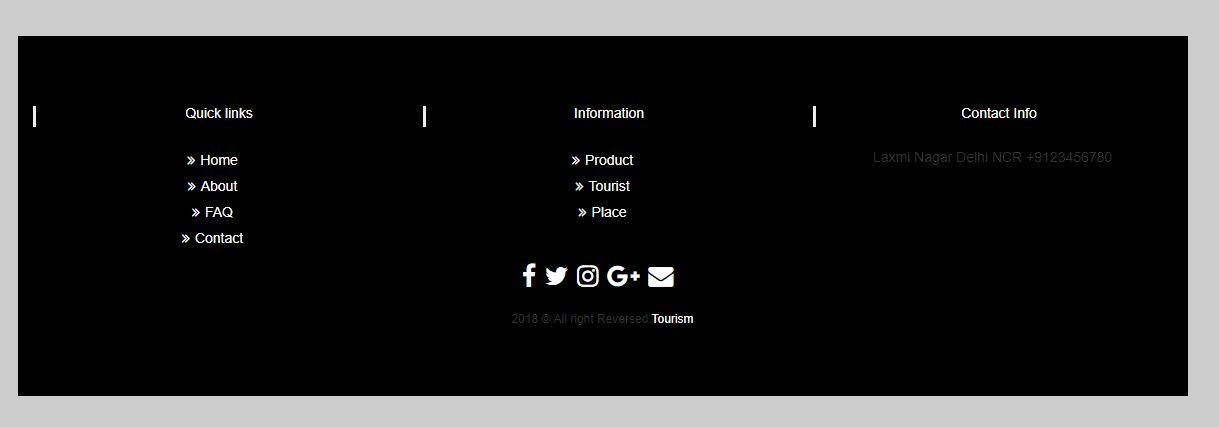 Quick links
» Home
» About
» FAQ
» Contact
Information
» Product
» Tourist
» Place
Contact Info
Laxmi Nagar Delhi NCR +9123456780
2018 © All right Reversed Tourism